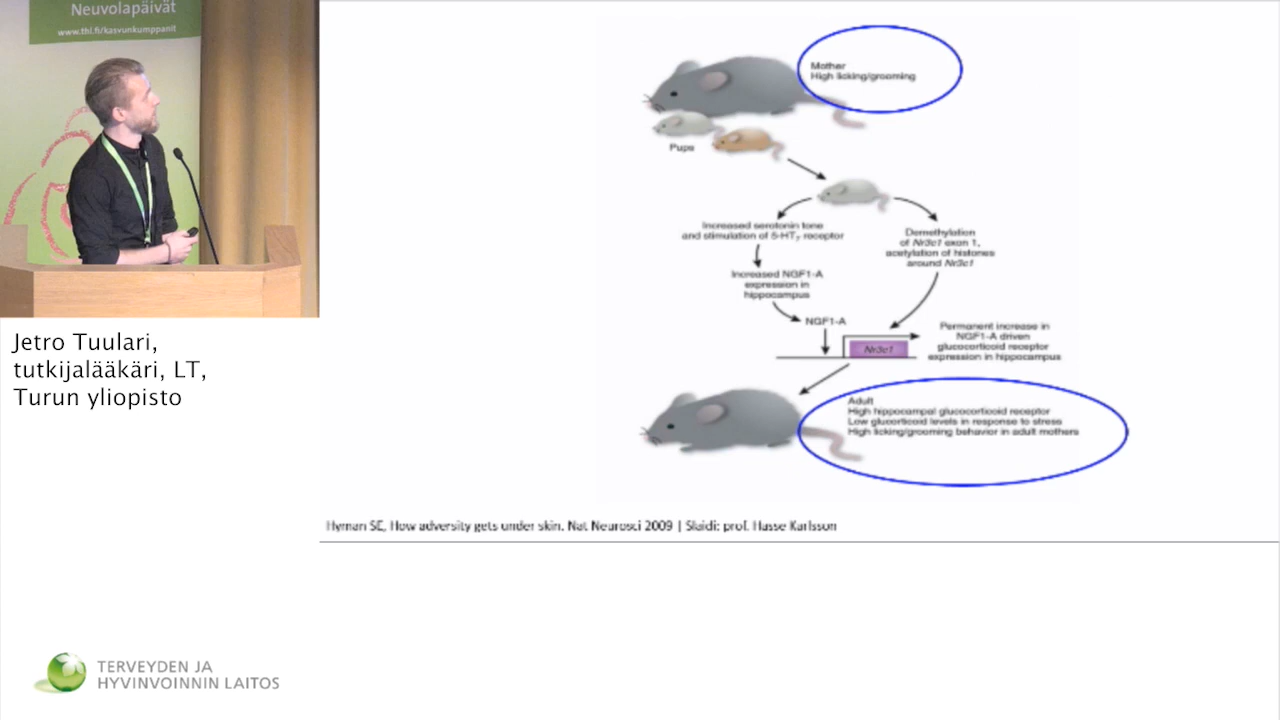 Neuvolapäivät
www.thl.fi/kasvunkumppanit
Mother
High licking/grooming
Pups
Increased serotonin tone
and stimulation of 5-HT₇ receptor
Demethylation
of Nr3c1 exon 1,
acetylation of histones
around Nr3c1
Increased NGF1-A
expression in
hippocampus
NGF1-A
Nr3c1
Permanent increase in
NGF1-A driven
glucocorticoid receptor
expression in hippocampus
Adult
High hippocampal glucocorticoid receptor
Low glucorticoid levels in response to stress
High licking/grooming behavior in adult mothers
Hyman SE, How adversity gets under skin. Nat Neurosci 2009 | Slaidi: prof. Hasse Karlsson
Jetro Tuulari,
tutkijalääkäri, LT,
Turun yliopisto
TERVEYDEN JA
HYVINVOINNIN LAITOS